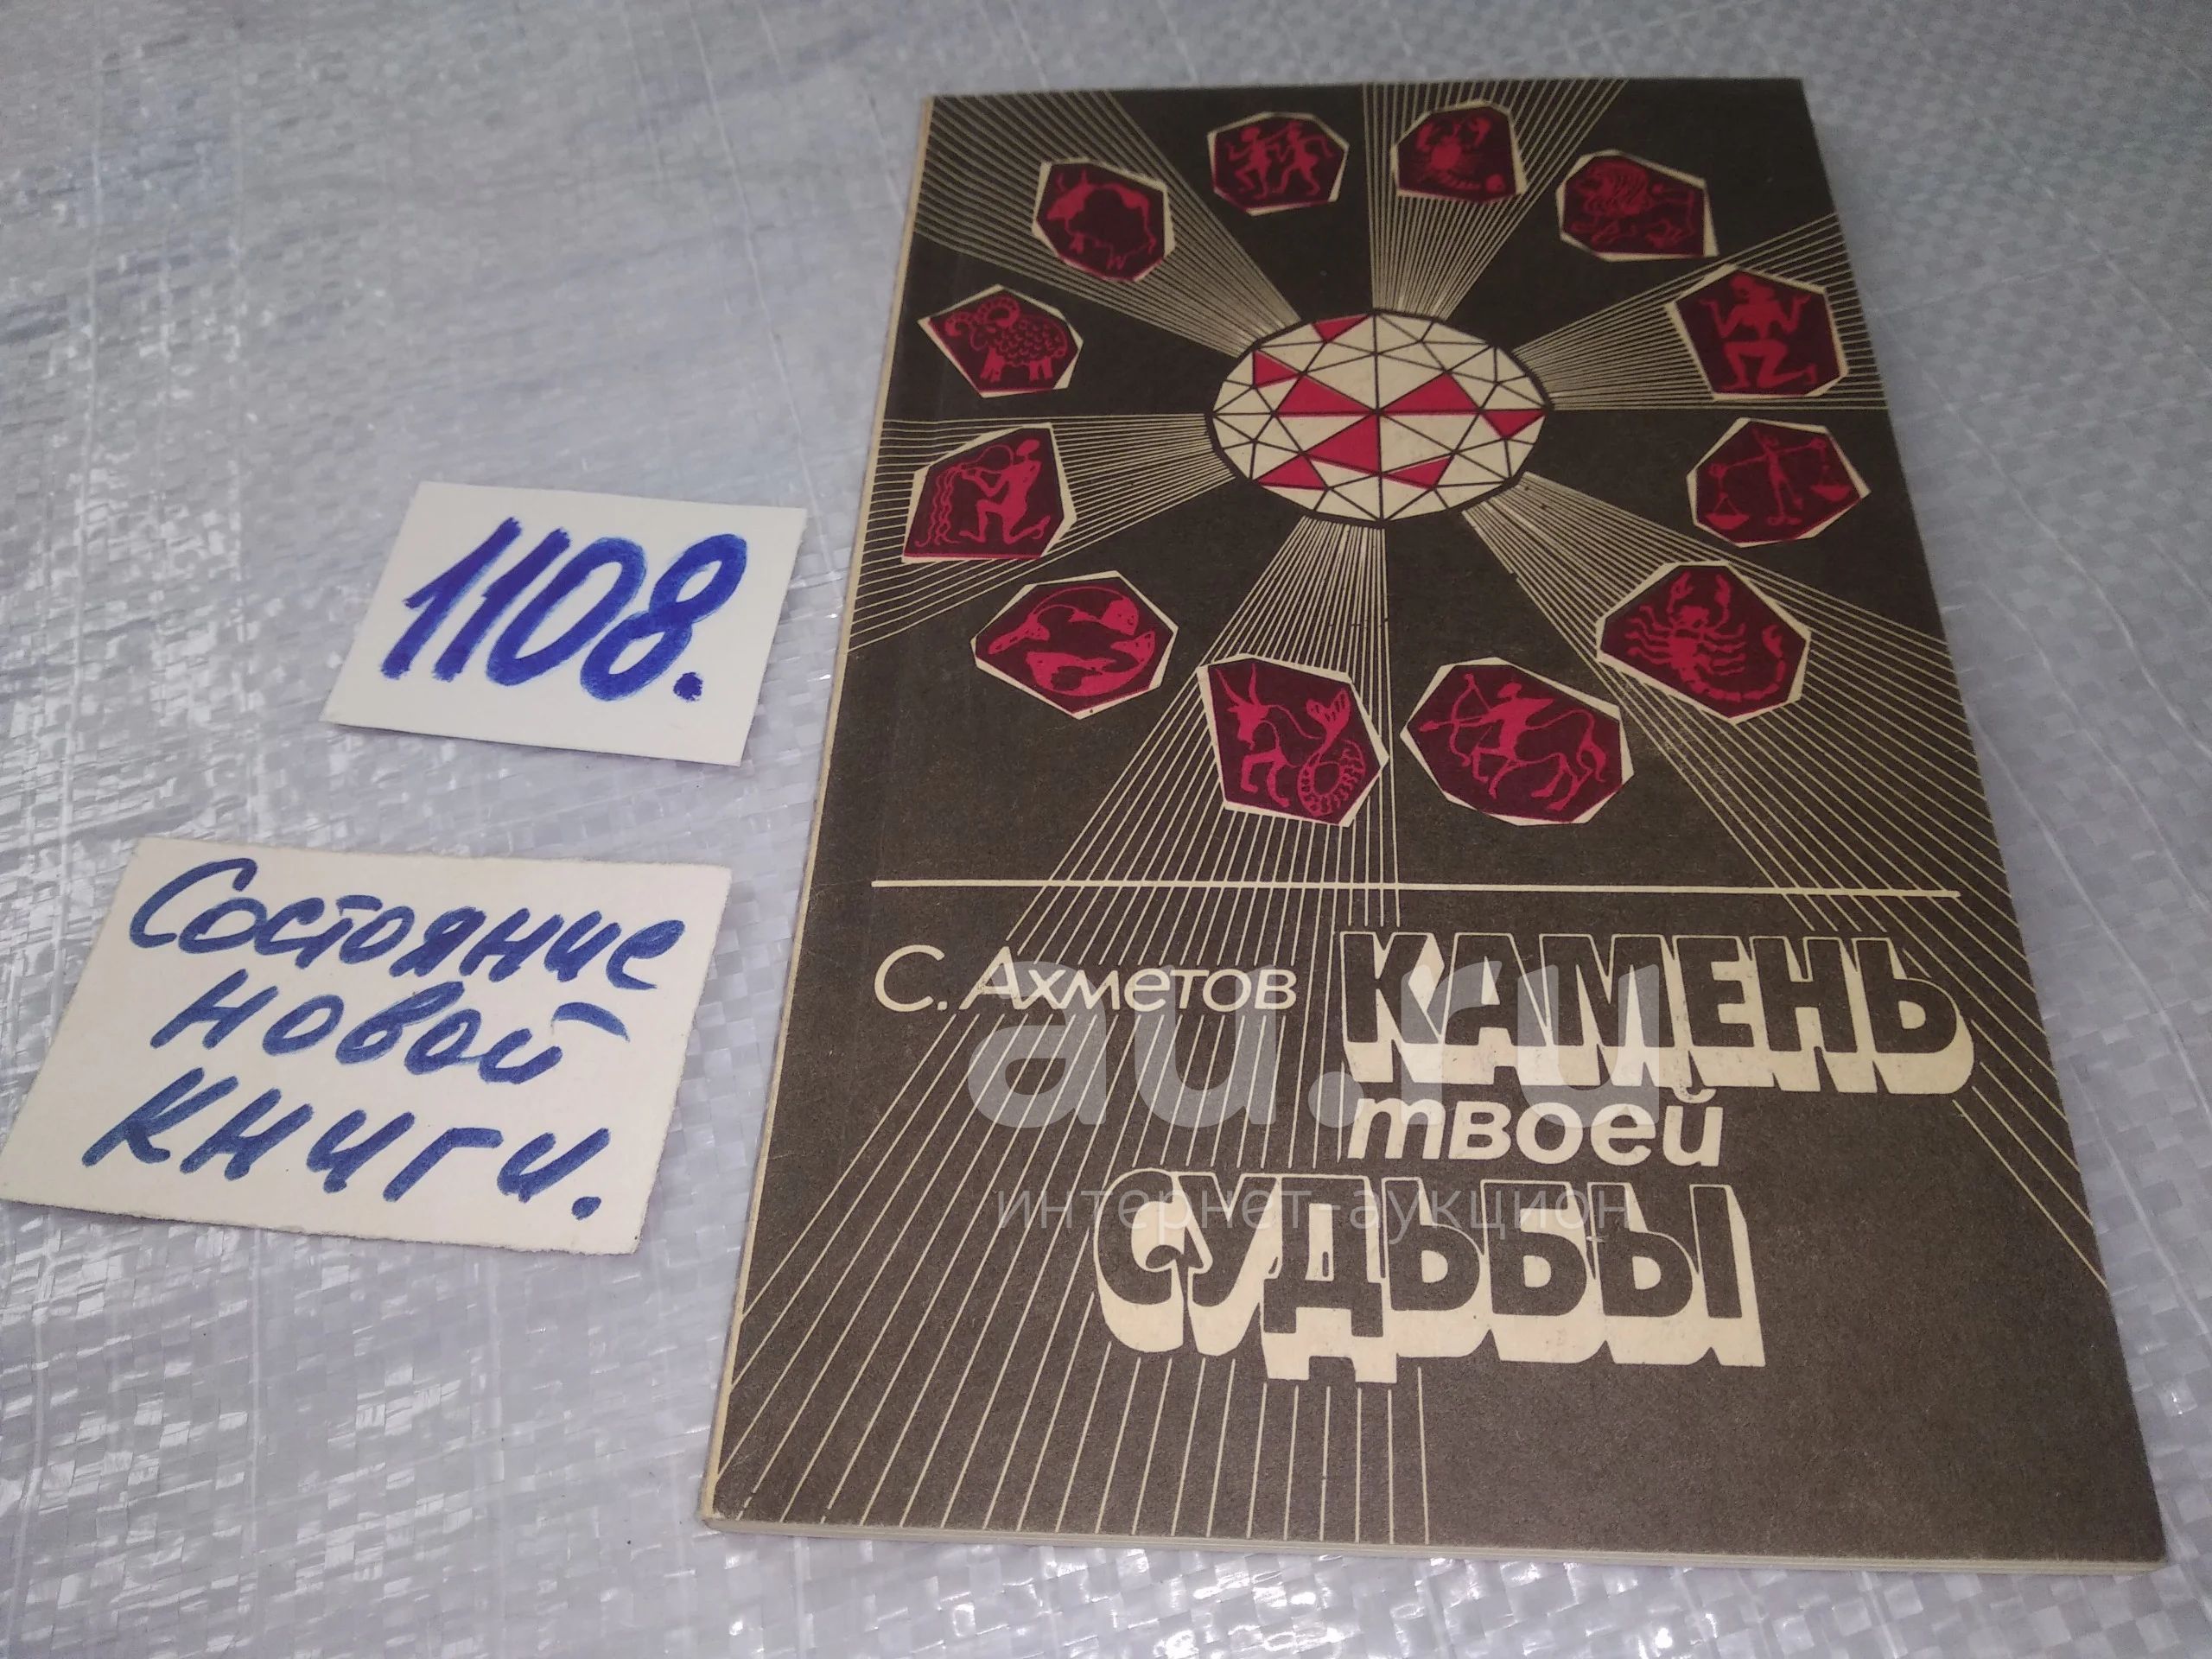 1108.
Состояние
новой
книги.
С. Ахметов КАМЕНЬ
твоей
СУДЬБЫ
au.ru
интернет-аукцион